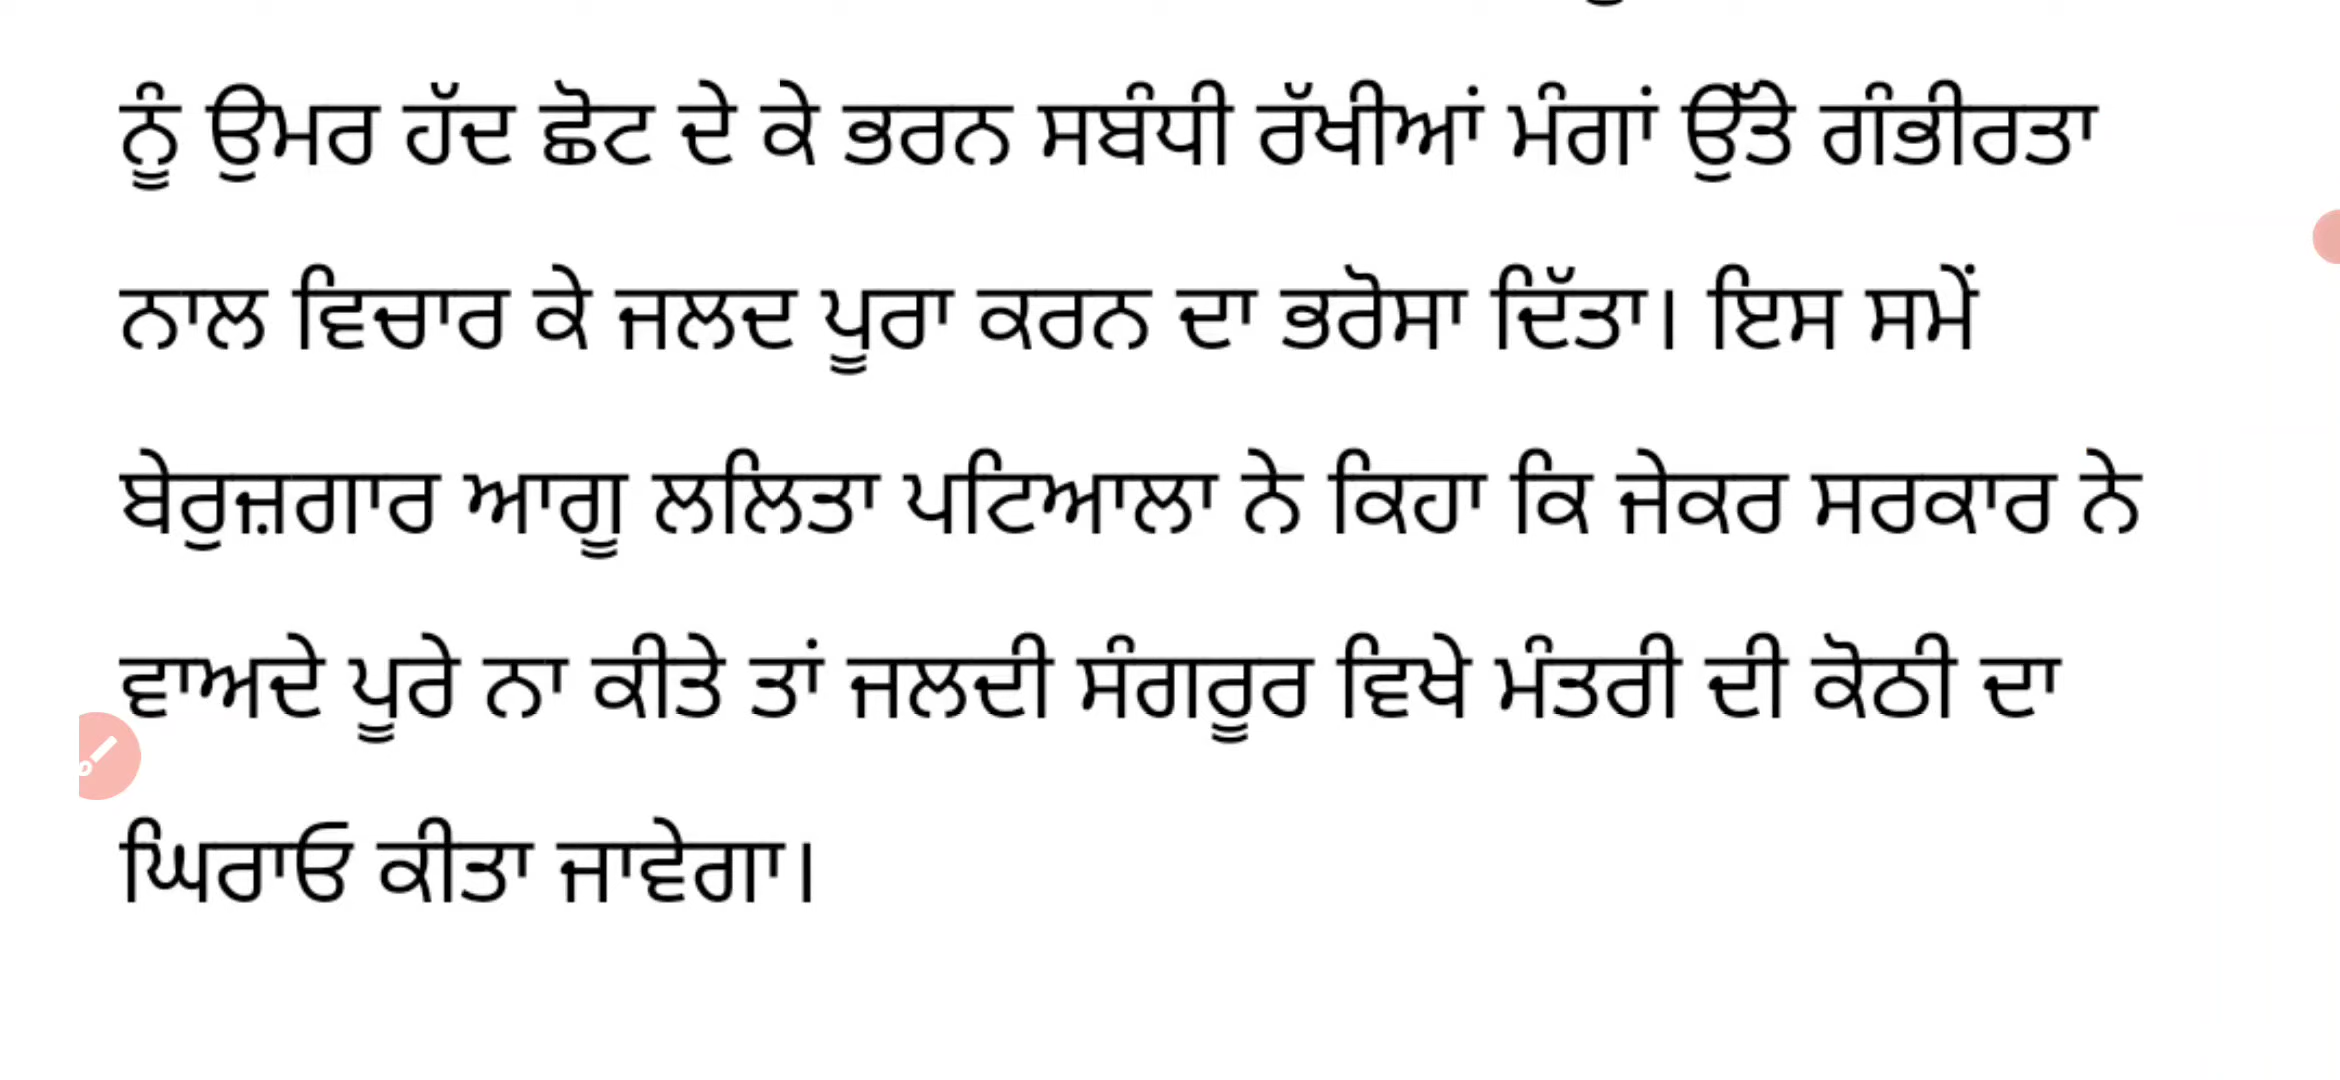 ਨੂੰ ਉਮਰ ਹੱਦ ਛੋਟ ਦੇ ਕੇ ਭਰਨ ਸਬੰਧੀ ਰੱਖੀਆਂ ਮੰਗਾਂ ਉੱਤੇ ਗੰਭੀਰਤਾ
ਨਾਲ ਵਿਚਾਰ ਕੇ ਜਲਦ ਪੂਰਾ ਕਰਨ ਦਾ ਭਰੋਸਾ ਦਿੱਤਾ। ਇਸ ਸਮੇਂ
ਬੇਰੁਜ਼ਗਾਰ ਆਗੂ ਲਲਿਤਾ ਪਟਿਆਲਾ ਨੇ ਕਿਹਾ ਕਿ ਜੇਕਰ ਸਰਕਾਰ ਨੇ
ਵਾਅਦੇ ਪੂਰੇ ਨਾ ਕੀਤੇ ਤਾਂ ਜਲਦੀ ਸੰਗਰੂਰ ਵਿਖੇ ਮੰਤਰੀ ਦੀ ਕੋਠੀ ਦਾ
ਘਿਰਾਓ ਕੀਤਾ ਜਾਵੇਗਾ।